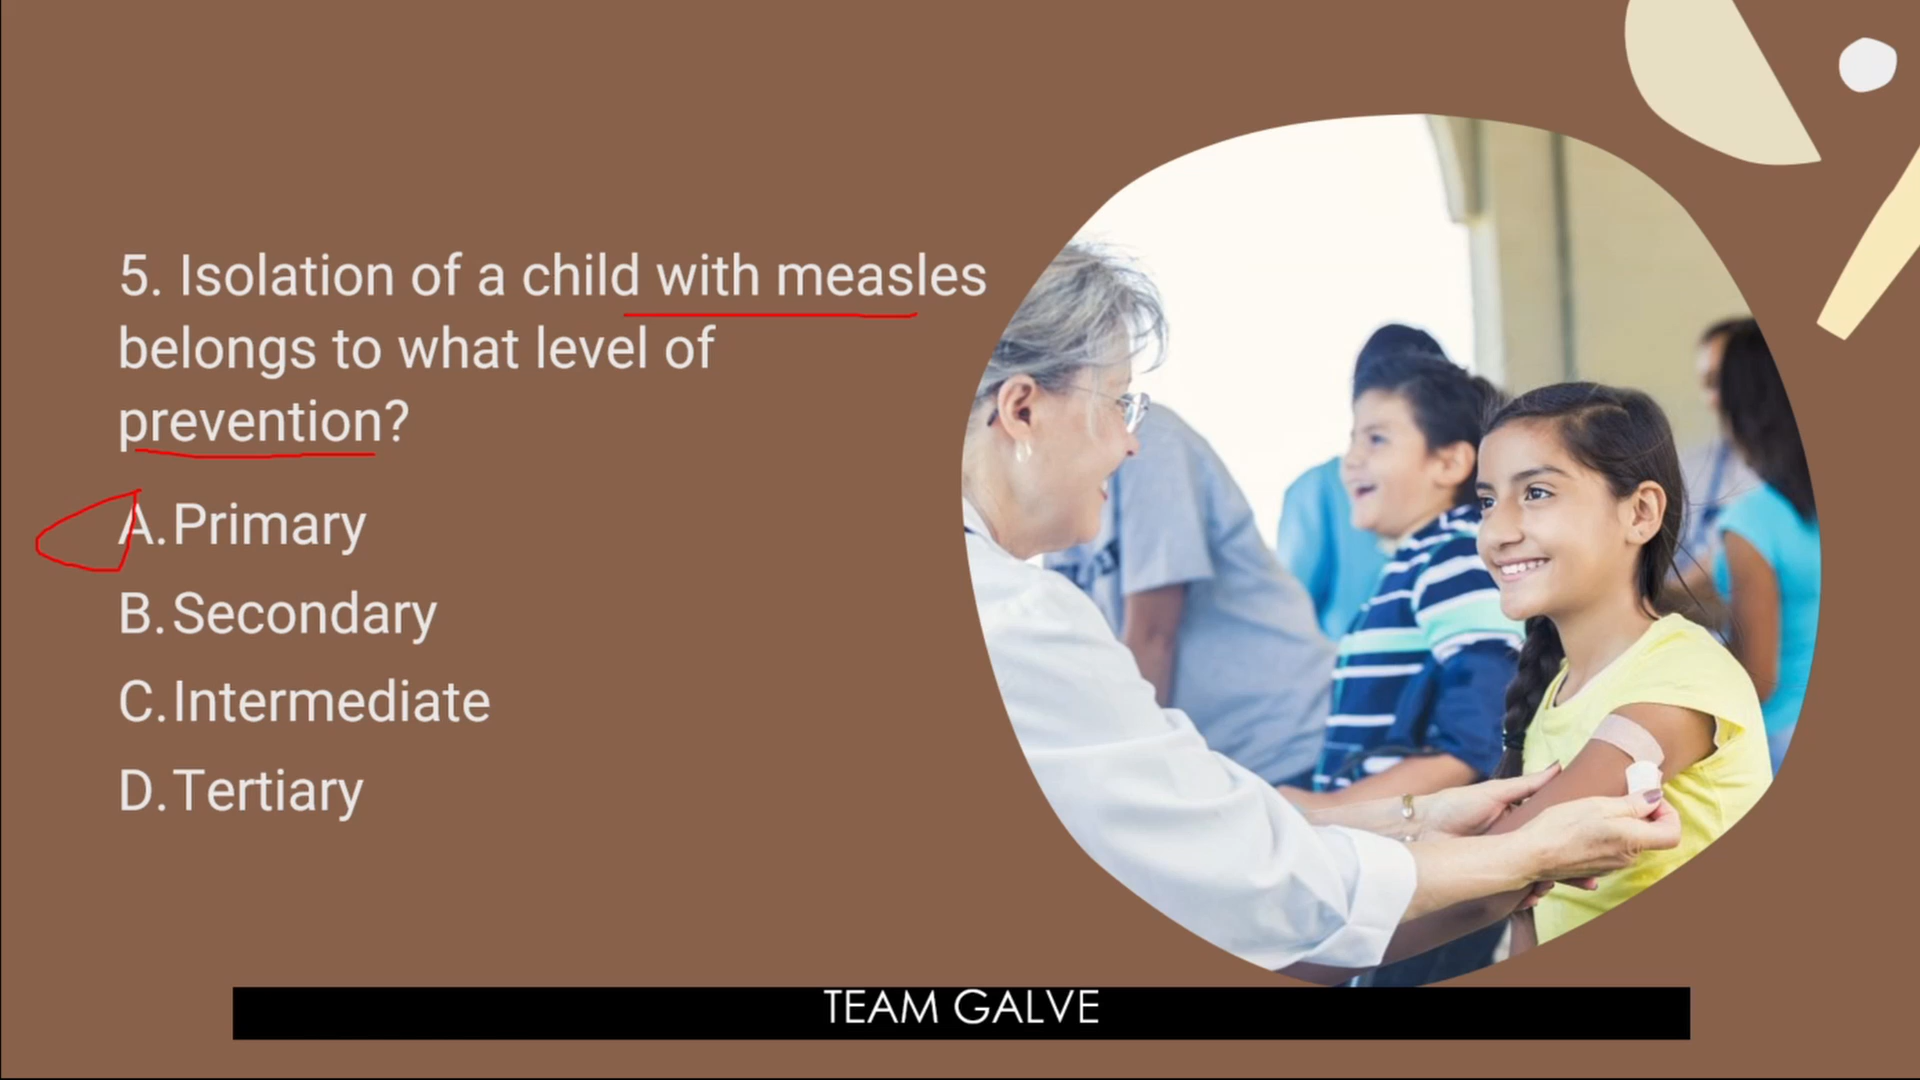 5. Isolation of a child with measles
belongs to what level of
prevention?
A. Primary
B. Secondary
C. Intermediate
D. Tertiary
TEAM GALVE